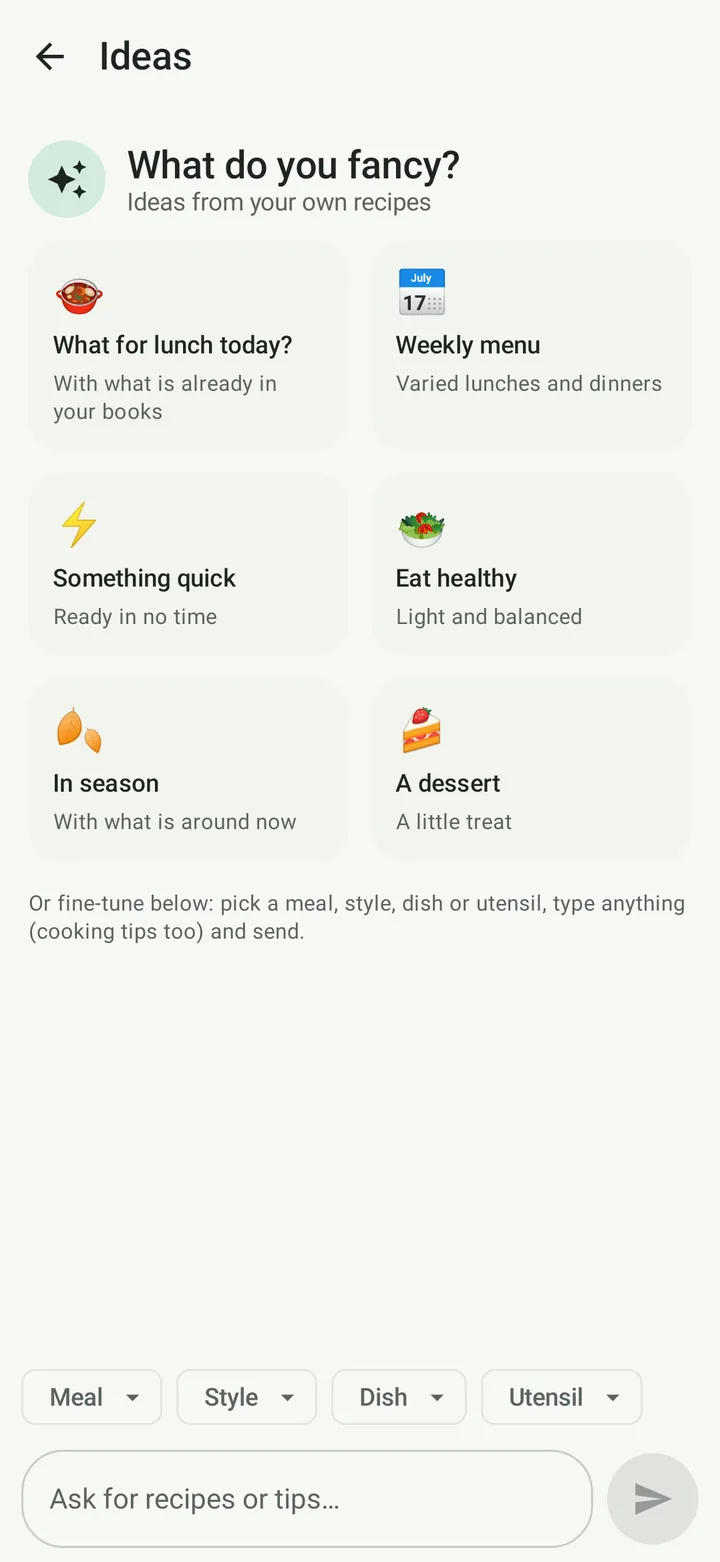 Ideas
What do you fancy?
Ideas from your own recipes
What for lunch today?
With what is already in
your books
July
17
Weekly menu
Varied lunches and dinners
Something quick
Ready in no time
Eat healthy
Light and balanced
In season
With what is around now
A dessert
A little treat
Or fine-tune below: pick a meal, style, dish or utensil, type anything
(cooking tips too) and send.
Meal
Style
Dish
Utensil
Ask for recipes or tips…